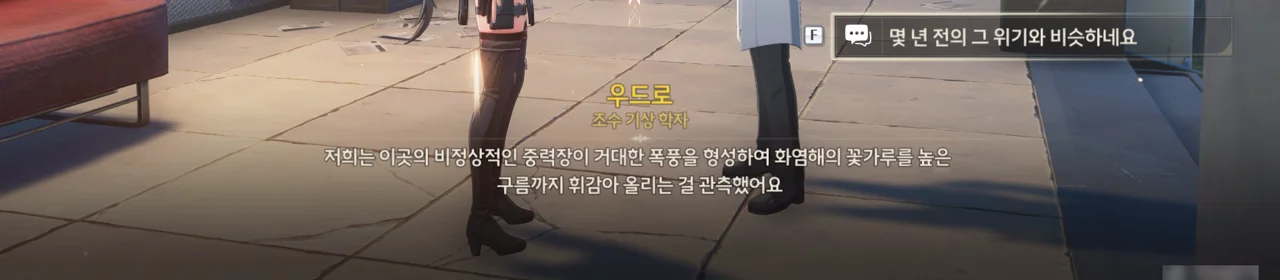 F
몇 년 전의 그 위기와 비슷하네요
우드로
조수 기상 학자
저희는 이곳의 비정상적인 중력장이 거대한 폭풍을 형성하여 화염해의 꽃가루를 높은
구름까지 휘감아 올리는 걸 관측했어요